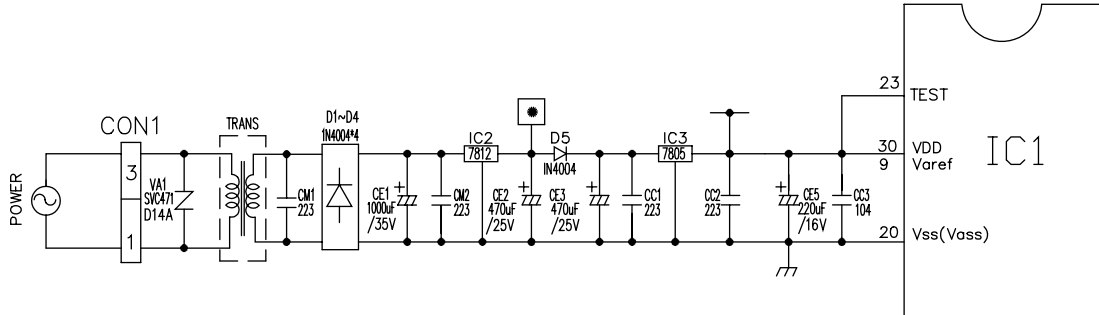 POWER
CON1
3
1
VA1
SVC471
D14A
TRANS
CM1
223
D1~D4
1N4004*4
CE1
1000uF
/35V
+
CM2
223
IC2
7812
CE2
470uF
/25V
+
D5
1N4004
CE3
470uF
/25V
+
CC1
223
IC3
7805
CC2
223
CE5
220uF
/16V
+
CC3
104
23
TEST
30
VDD
9
Varef
20
Vss(Vass)
IC1